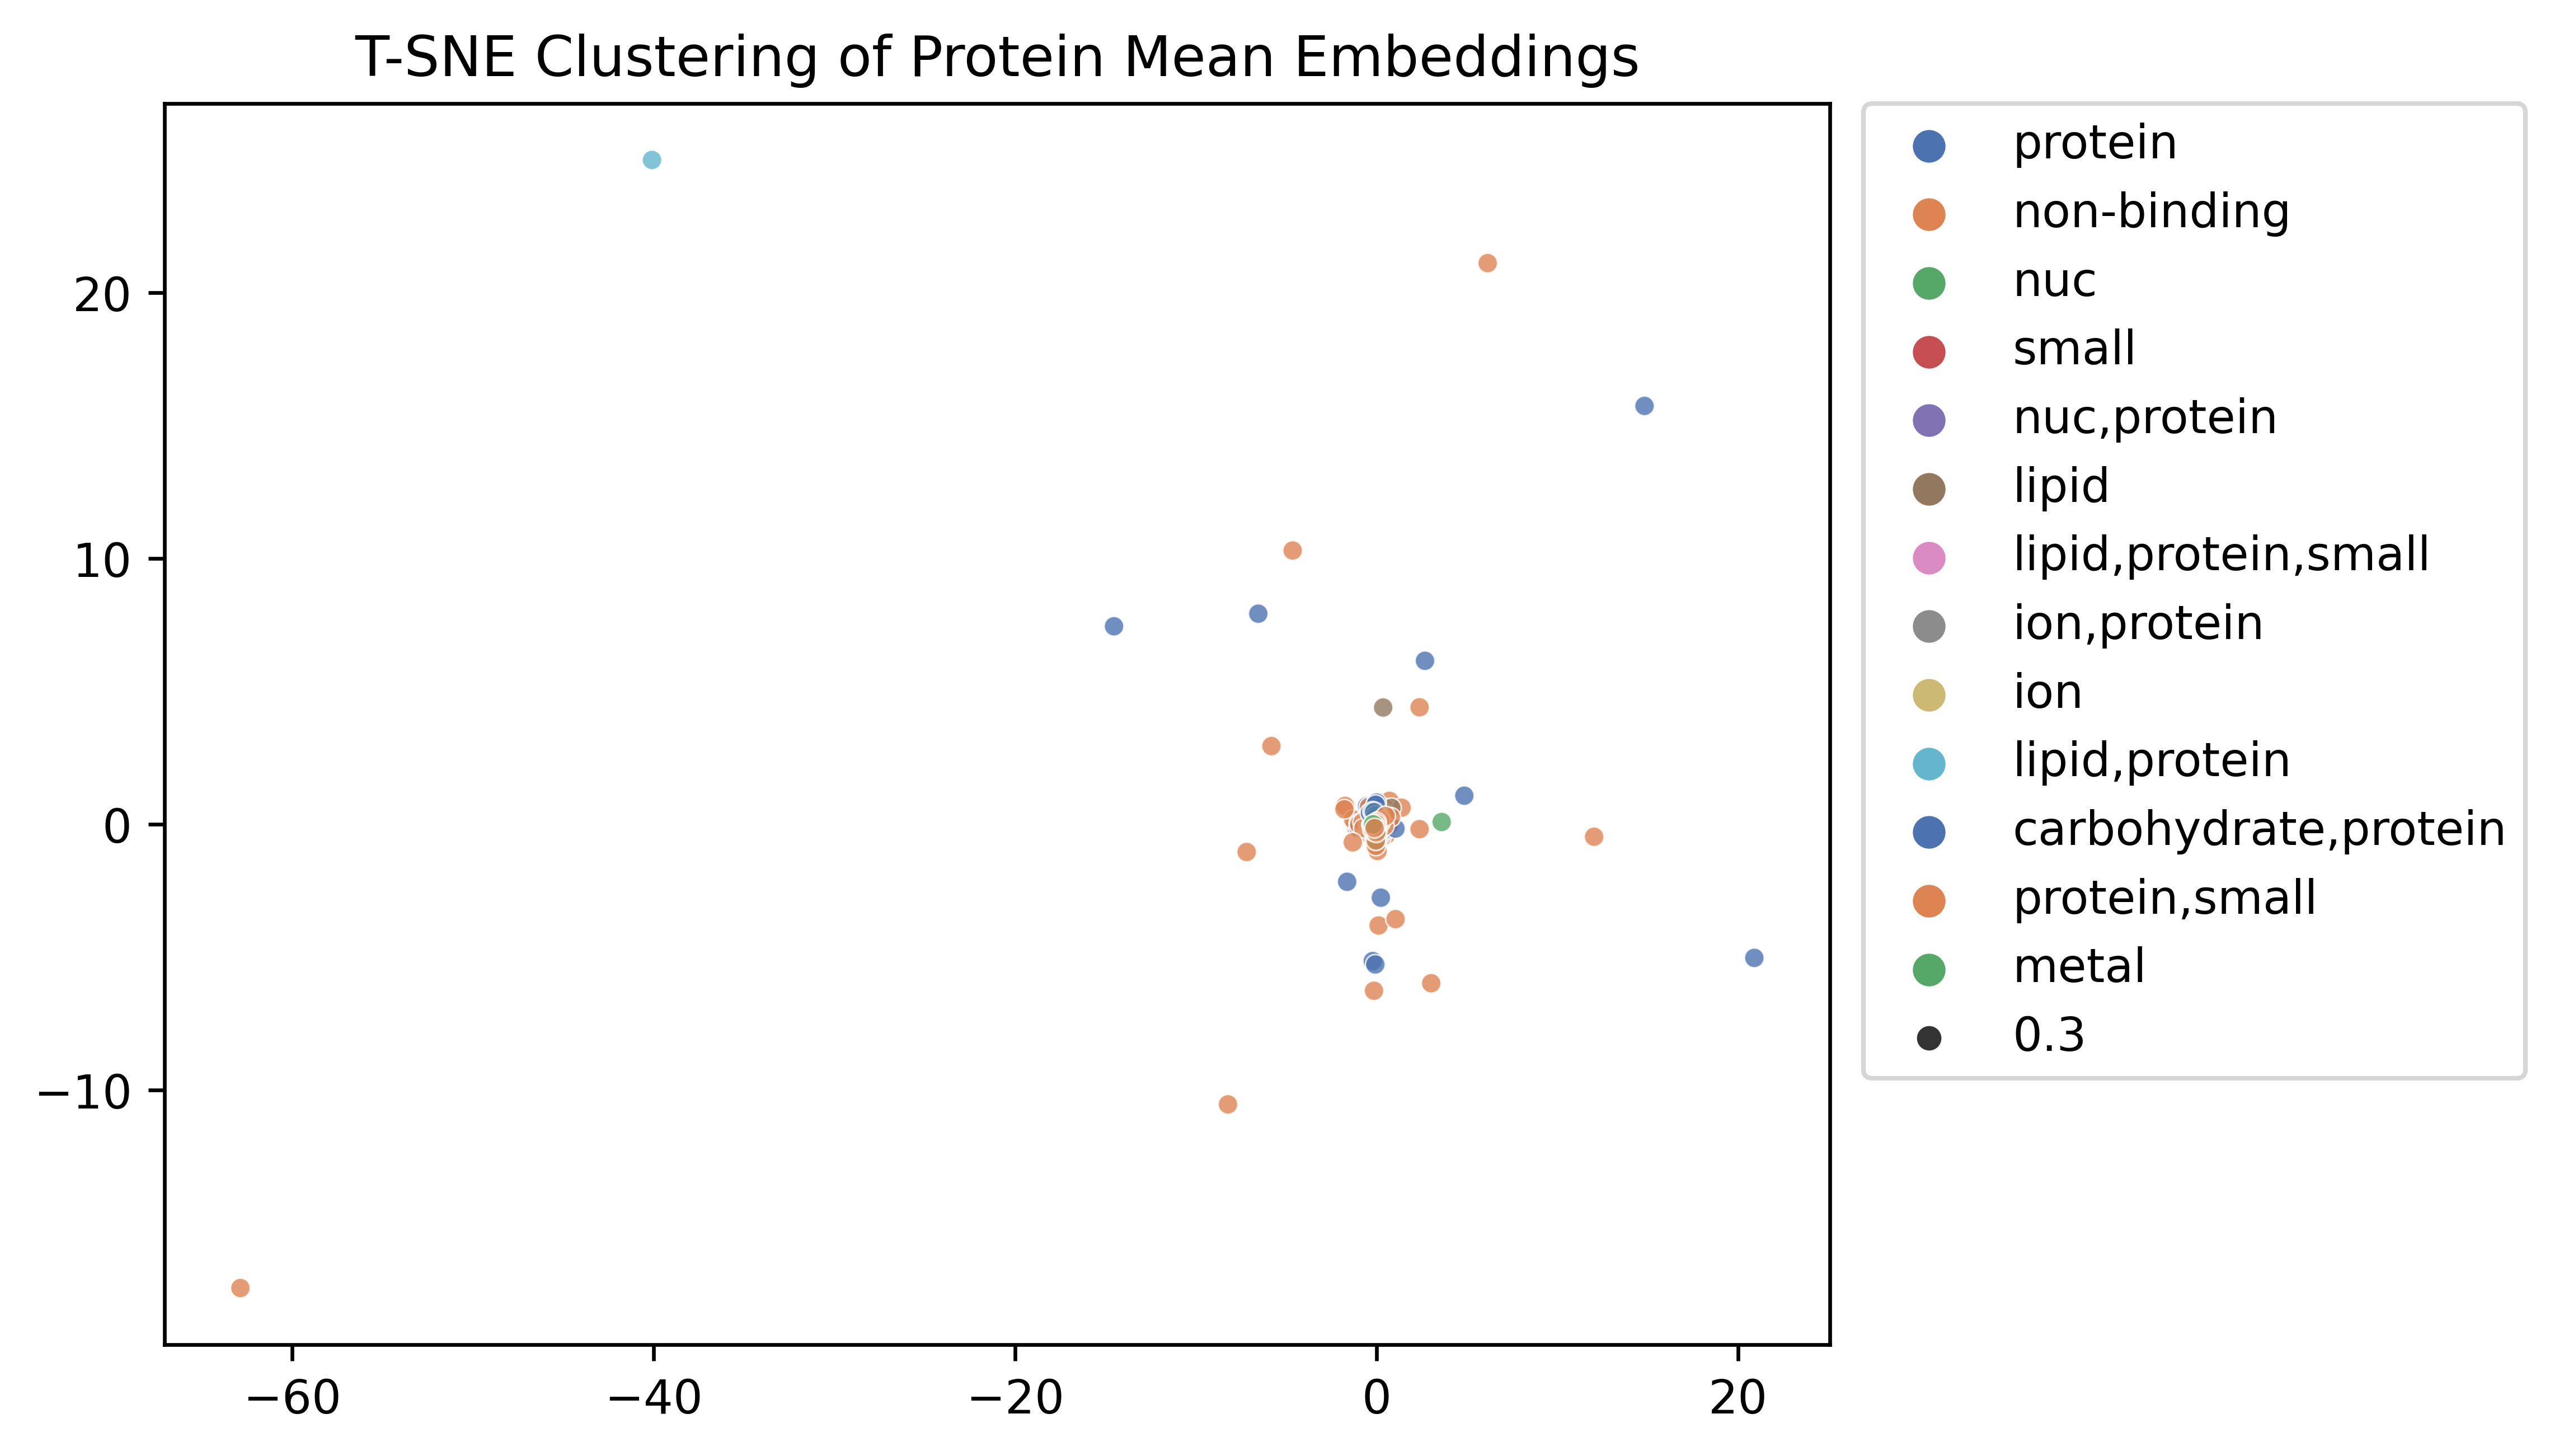 T-SNE Clustering of Protein Mean Embeddings
20
10
0
−10
−60
−40
−20
0
20
protein
non-binding
nuc
small
nuc,protein
lipid
lipid,protein,small
ion,protein
ion
lipid,protein
carbohydrate,protein
protein,small
metal
0.3